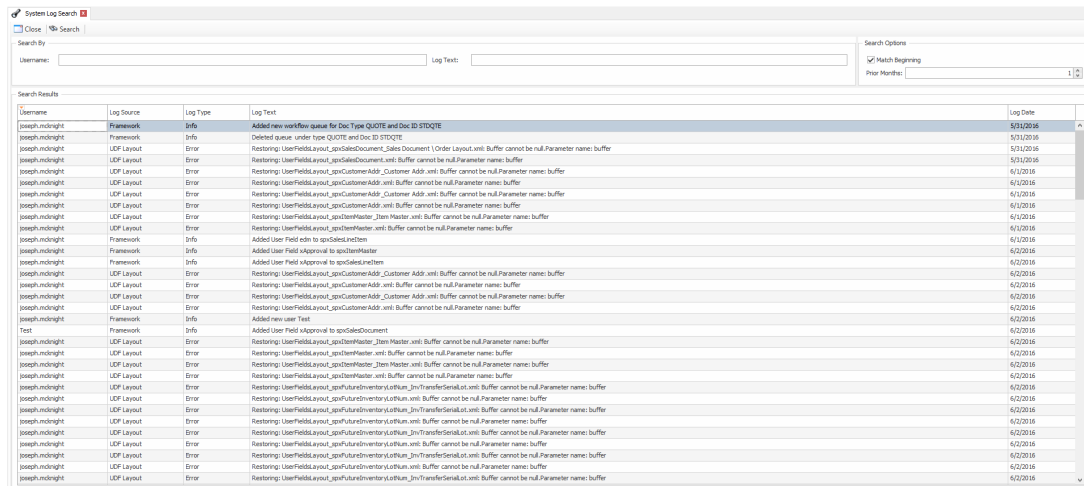 System Log Search
Close Search
Search By
Username:
Log Text:
Search Options
Match Beginning
Prior Months: 1
Search Results
Username Log Source Log Type Log Text Log Date
joseph.mcknight Framework Info Added new workflow queue for Doc Type QUOTE and Doc ID STDQTE 5/31/2016
joseph.mcknight Framework Info Deleted queue under type QUOTE and Doc ID STDQTE 5/31/2016
joseph.mcknight UDF Layout Error Restoring: UserFieldsLayout_spxSalesDocument_Sales Document \ Order Layout.xml: Buffer cannot be null.Parameter name: buffer 5/31/2016
joseph.mcknight UDF Layout Error Restoring: UserFieldsLayout_spxSalesDocument.xml: Buffer cannot be null.Parameter name: buffer 5/31/2016
joseph.mcknight UDF Layout Error Restoring: UserFieldsLayout_spxCustomerAddr_Customer Addr.xml: Buffer cannot be null.Parameter name: buffer 6/1/2016
joseph.mcknight UDF Layout Error Restoring: UserFieldsLayout_spxCustomerAddr.xml: Buffer cannot be null.Parameter name: buffer 6/1/2016
joseph.mcknight UDF Layout Error Restoring: UserFieldsLayout_spxCustomerAddr_Customer Addr.xml: Buffer cannot be null.Parameter name: buffer 6/1/2016
joseph.mcknight UDF Layout Error Restoring: UserFieldsLayout_spxCustomerAddr.xml: Buffer cannot be null.Parameter name: buffer 6/1/2016
joseph.mcknight UDF Layout Error Restoring: UserFieldsLayout_spxItemMaster_Item Master.xml: Buffer cannot be null.Parameter name: buffer 6/1/2016
joseph.mcknight UDF Layout Error Restoring: UserFieldsLayout_spxItemMaster.xml: Buffer cannot be null.Parameter name: buffer 6/1/2016
joseph.mcknight Framework Info Added User Field edm to spxSalesLineItem 6/1/2016
joseph.mcknight Framework Info Added User Field xApproval to spxItemMaster 6/2/2016
joseph.mcknight Framework Info Added User Field xApproval to spxSalesLineItem 6/2/2016
joseph.mcknight UDF Layout Error Restoring: UserFieldsLayout_spxCustomerAddr_Customer Addr.xml: Buffer cannot be null.Parameter name: buffer 6/2/2016
joseph.mcknight UDF Layout Error Restoring: UserFieldsLayout_spxCustomerAddr.xml: Buffer cannot be null.Parameter name: buffer 6/2/2016
joseph.mcknight UDF Layout Error Restoring: UserFieldsLayout_spxCustomerAddr_Customer Addr.xml: Buffer cannot be null.Parameter name: buffer 6/2/2016
joseph.mcknight UDF Layout Error Restoring: UserFieldsLayout_spxCustomerAddr.xml: Buffer cannot be null.Parameter name: buffer 6/2/2016
joseph.mcknight Framework Info Added new user Test 6/2/2016
Test Framework Info Added User Field xApproval to spxSalesDocument 6/2/2016
joseph.mcknight UDF Layout Error Restoring: UserFieldsLayout_spxItemMaster_Item Master.xml: Buffer cannot be null.Parameter name: buffer 6/2/2016
joseph.mcknight UDF Layout Error Restoring: UserFieldsLayout_spxItemMaster.xml: Buffer cannot be null.Parameter name: buffer 6/2/2016
joseph.mcknight UDF Layout Error Restoring: UserFieldsLayout_spxItemMaster_Item Master.xml: Buffer cannot be null.Parameter name: buffer 6/2/2016
joseph.mcknight UDF Layout Error Restoring: UserFieldsLayout_spxItemMaster.xml: Buffer cannot be null.Parameter name: buffer 6/2/2016
joseph.mcknight UDF Layout Error Restoring: UserFieldsLayout_spxFutureInventoryLotNum_InvTransferSerialLot.xml: Buffer cannot be null.Parameter name: buffer 6/2/2016
joseph.mcknight UDF Layout Error Restoring: UserFieldsLayout_spxFutureInventoryLotNum.xml: Buffer cannot be null.Parameter name: buffer 6/2/2016
joseph.mcknight UDF Layout Error Restoring: UserFieldsLayout_spxFutureInventoryLotNum_InvTransferSerialLot.xml: Buffer cannot be null.Parameter name: buffer 6/2/2016
joseph.mcknight UDF Layout Error Restoring: UserFieldsLayout_spxFutureInventoryLotNum.xml: Buffer cannot be null.Parameter name: buffer 6/2/2016
joseph.mcknight UDF Layout Error Restoring: UserFieldsLayout_spxFutureInventoryLotNum_InvTransferSerialLot.xml: Buffer cannot be null.Parameter name: buffer 6/2/2016
joseph.mcknight UDF Layout Error Restoring: UserFieldsLayout_spxFutureInventoryLotNum.xml: Buffer cannot be null.Parameter name: buffer 6/2/2016
joseph.mcknight UDF Layout Error Restoring: UserFieldsLayout_spxFutureInventoryLotNum_InvTransferSerialLot.xml: Buffer cannot be null.Parameter name: buffer 6/2/2016
joseph.mcknight UDF Layout Error Restoring: UserFieldsLayout_spxFutureInventoryLotNum.xml: Buffer cannot be null.Parameter name: buffer 6/2/2016
joseph.mcknight UDF Layout Error Restoring: UserFieldsLayout_spxFutureInventoryLotNum_InvTransferSerialLot.xml: Buffer cannot be null.Parameter name: buffer 6/2/2016